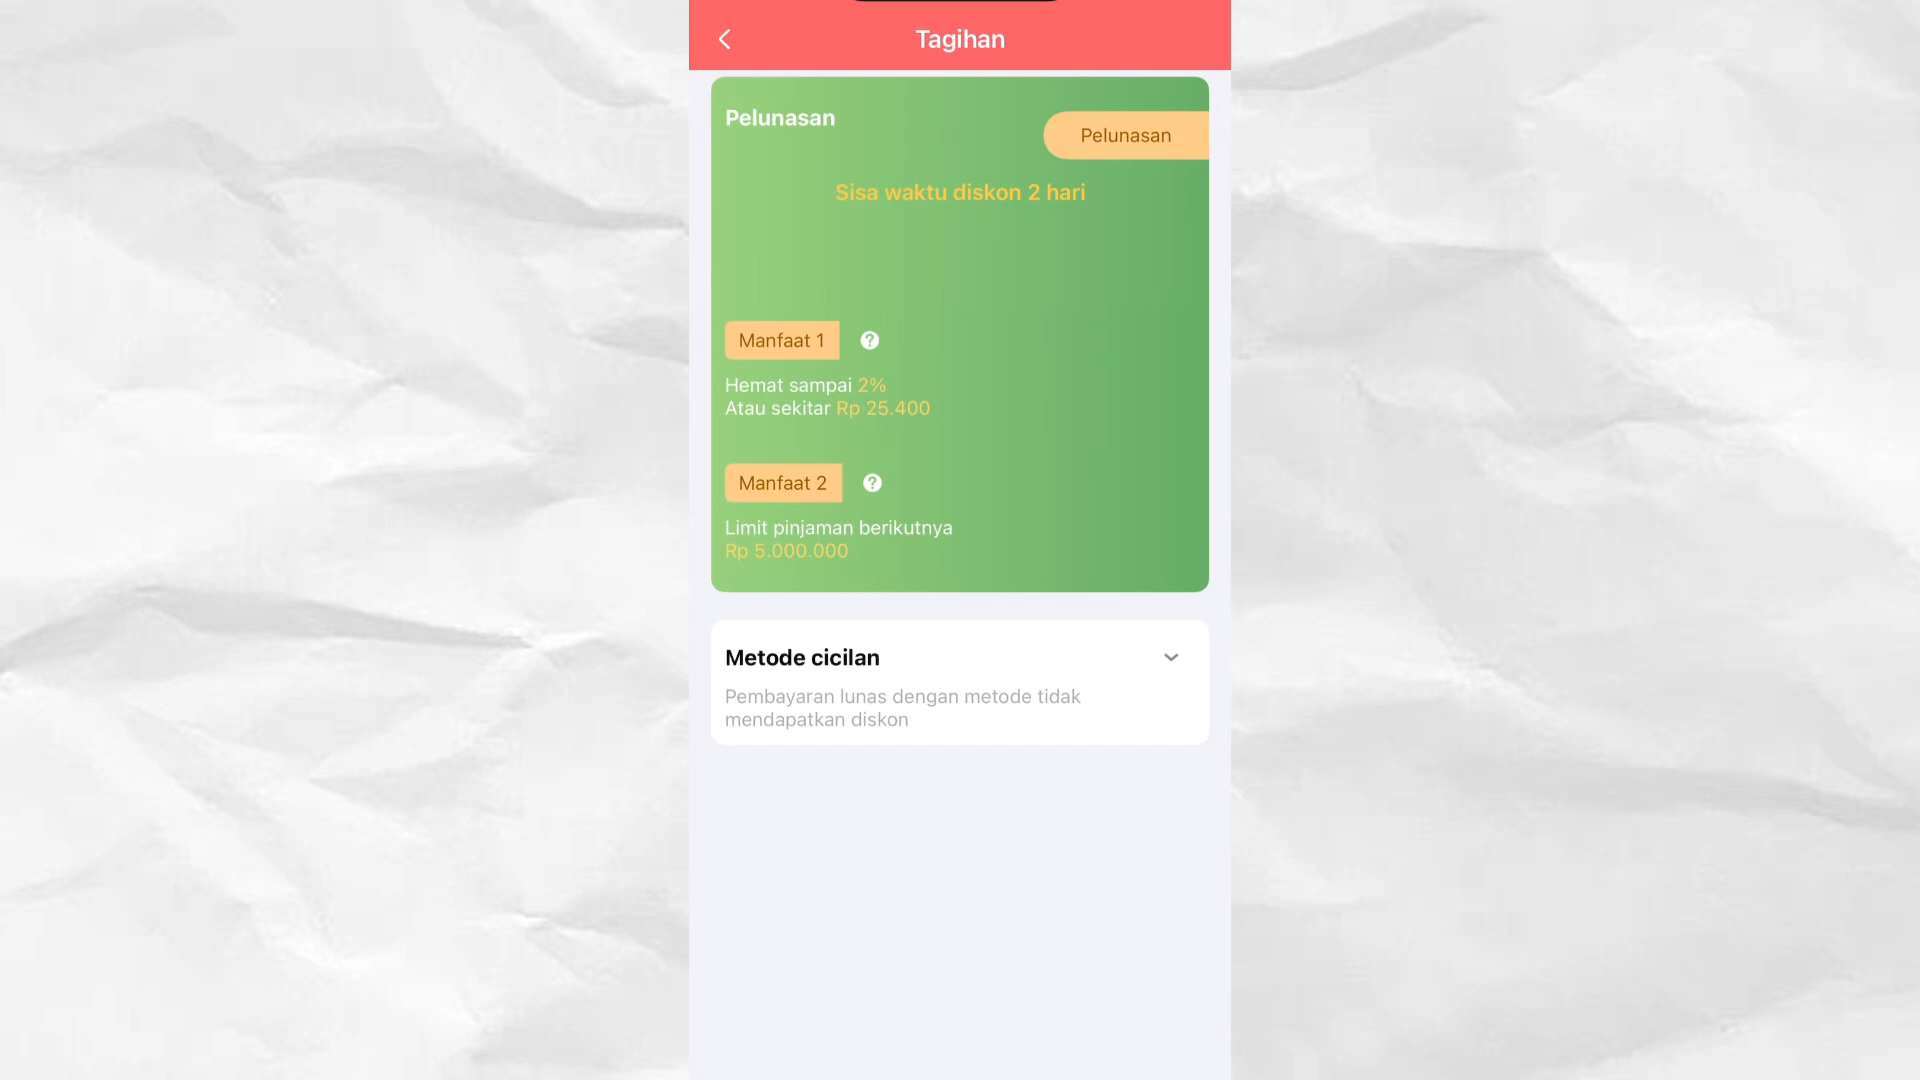 Tagihan
Pelunasan
Pelunasan
Sisa waktu diskon 2 hari
Manfaat 1
Hemat sampai 2%
Atau sekitar Rp 25.400
Manfaat 2
Limit pinjaman berikutnya
Rp 5.000.000
Metode cicilan
Pembayaran lunas dengan metode tidak
mendapatkan diskon